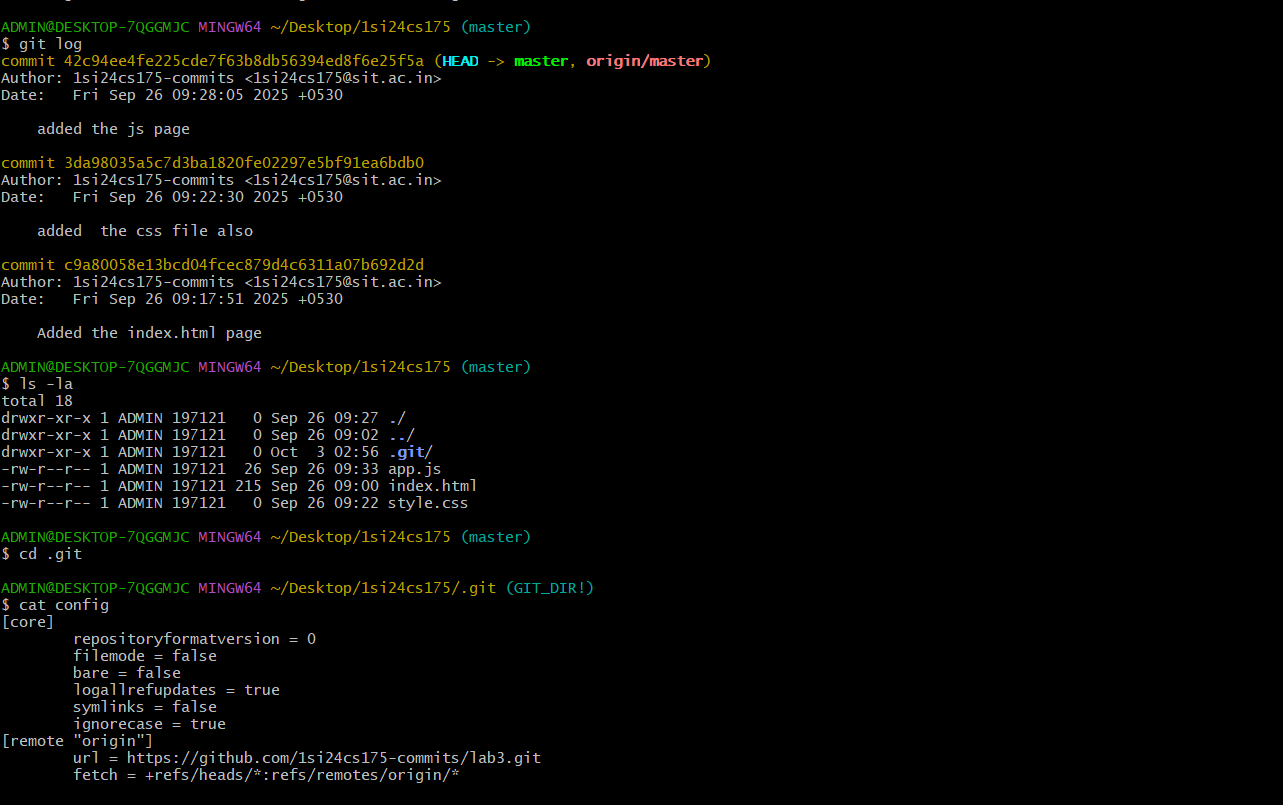 ADMIN@DESKTOP-7QGGMJC MINGW64 ~/Desktop/1si24cs175 (master)
$ git log
commit 42c94ee4fe225cde7f63b8db56394ed8f6e25f5a (HEAD -> master, origin/master)
Author: 1si24cs175-commits <1si24cs175@sit.ac.in>
Date:   Fri Sep 26 09:28:05 2025 +0530

    added the js page

commit 3da98035a5c7d3ba1820fe02297e5bf91ea6bdb0
Author: 1si24cs175-commits <1si24cs175@sit.ac.in>
Date:   Fri Sep 26 09:22:30 2025 +0530

    added  the css file also

commit c9a80058e13bcd04fcec879d4c6311a07b692d2d
Author: 1si24cs175-commits <1si24cs175@sit.ac.in>
Date:   Fri Sep 26 09:17:51 2025 +0530

    Added the index.html page

ADMIN@DESKTOP-7QGGMJC MINGW64 ~/Desktop/1si24cs175 (master)
$ ls -la
total 18
drwxr-xr-x 1 ADMIN 197121   0 Sep 26 09:27 ./
drwxr-xr-x 1 ADMIN 197121   0 Sep 26 09:02 ../
drwxr-xr-x 1 ADMIN 197121   0 Oct  3 02:56 .git/
-rw-r--r-- 1 ADMIN 197121  26 Sep 26 09:33 app.js
-rw-r--r-- 1 ADMIN 197121 215 Sep 26 09:00 index.html
-rw-r--r-- 1 ADMIN 197121   0 Sep 26 09:22 style.css

ADMIN@DESKTOP-7QGGMJC MINGW64 ~/Desktop/1si24cs175 (master)
$ cd .git

ADMIN@DESKTOP-7QGGMJC MINGW64 ~/Desktop/1si24cs175/.git (GIT_DIR!)
$ cat config
[core]
        repositoryformatversion = 0
        filemode = false
        bare = false
        logallrefupdates = true
        symlinks = false
        ignorecase = true
[remote "origin"]
        url = https://github.com/1si24cs175-commits/lab3.git
        fetch = +refs/heads/*:refs/remotes/origin/*